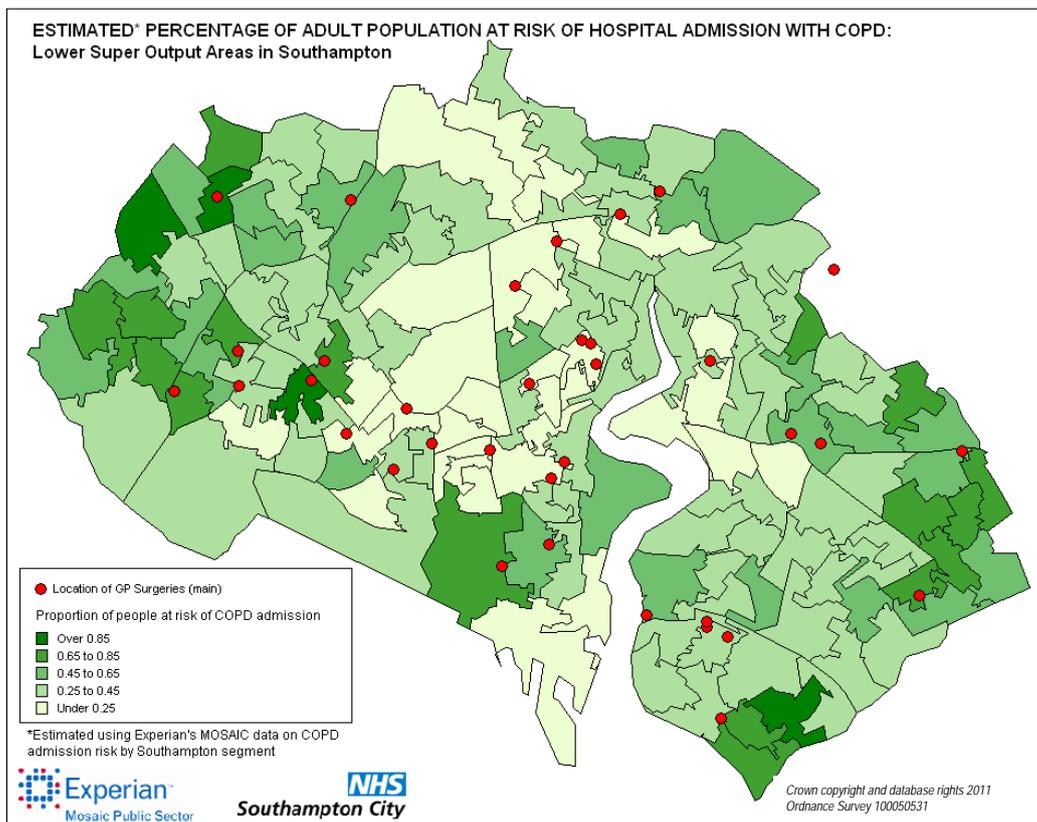 ESTIMATED* PERCENTAGE OF ADULT POPULATION AT RISK OF HOSPITAL ADMISSION WITH COPD:
Lower Super Output Areas in Southampton
Location of GP Surgeries (main)
Proportion of people at risk of COPD admission
Over 0.85
0.65 to 0.85
0.45 to 0.65
0.25 to 0.45
Under 0.25
*Estimated using Experian's MOSAIC data on COPD
admission risk by Southampton segment
Experian™
Mosaic Public Sector
NHS
Southampton City
Crown copyright and database rights 2011
Ordnance Survey 100050531